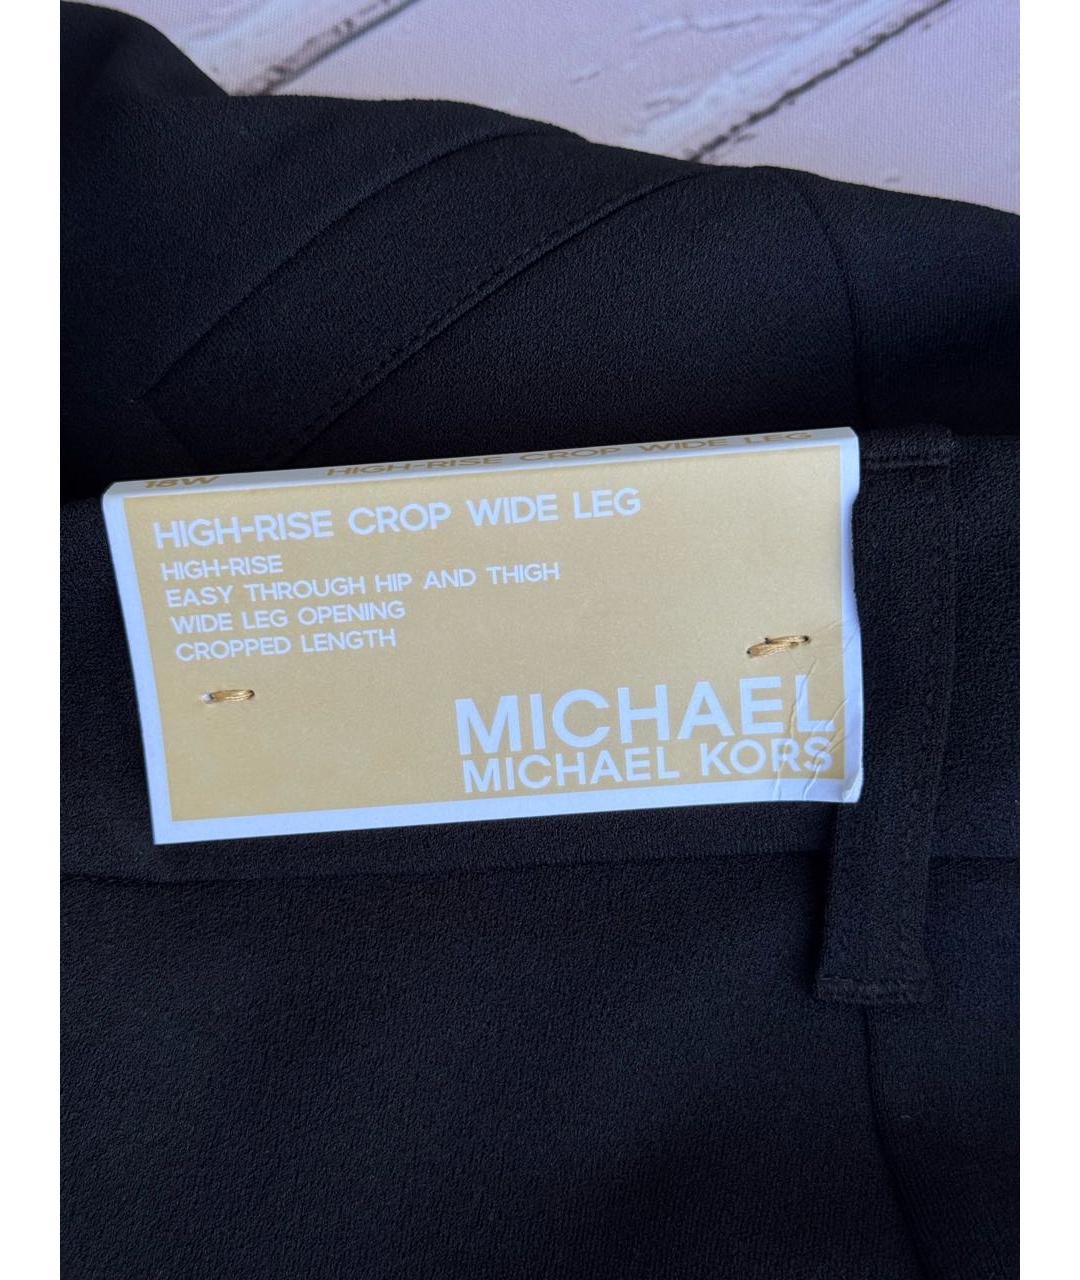 18W HIGH-RISE CROP WIDE LEG
HIGH-RISE CROP WIDE LEG
HIGH-RISE
EASY THROUGH HIP AND THIGH
WIDE LEG OPENING
CROPPED LENGTH
MICHAEL
MICHAEL KORS